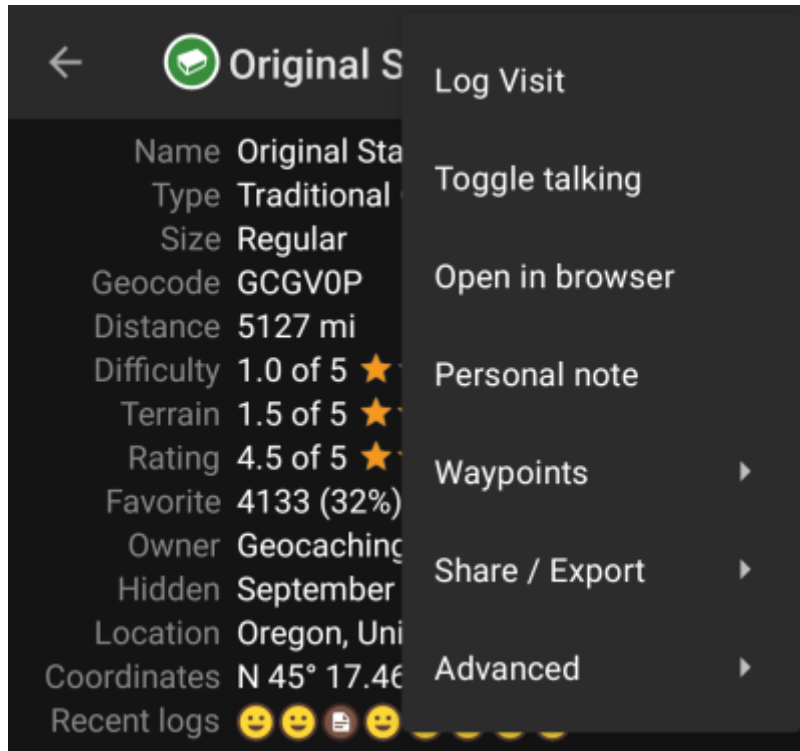 Original S
Name Original Sta
Type Traditional
Size Regular
Geocode GCGV0P
Distance 5127 mi
Difficulty 1.0 of 5
Terrain 1.5 of 5
Rating 4.5 of 5
Favorite 4133 (32%)
Owner Geocaching
Hidden September
Location Oregon, Uni
Coordinates N 45° 17.46
Recent logs
Log Visit
Toggle talking
Open in browser
Personal note
Waypoints
Share / Export
Advanced